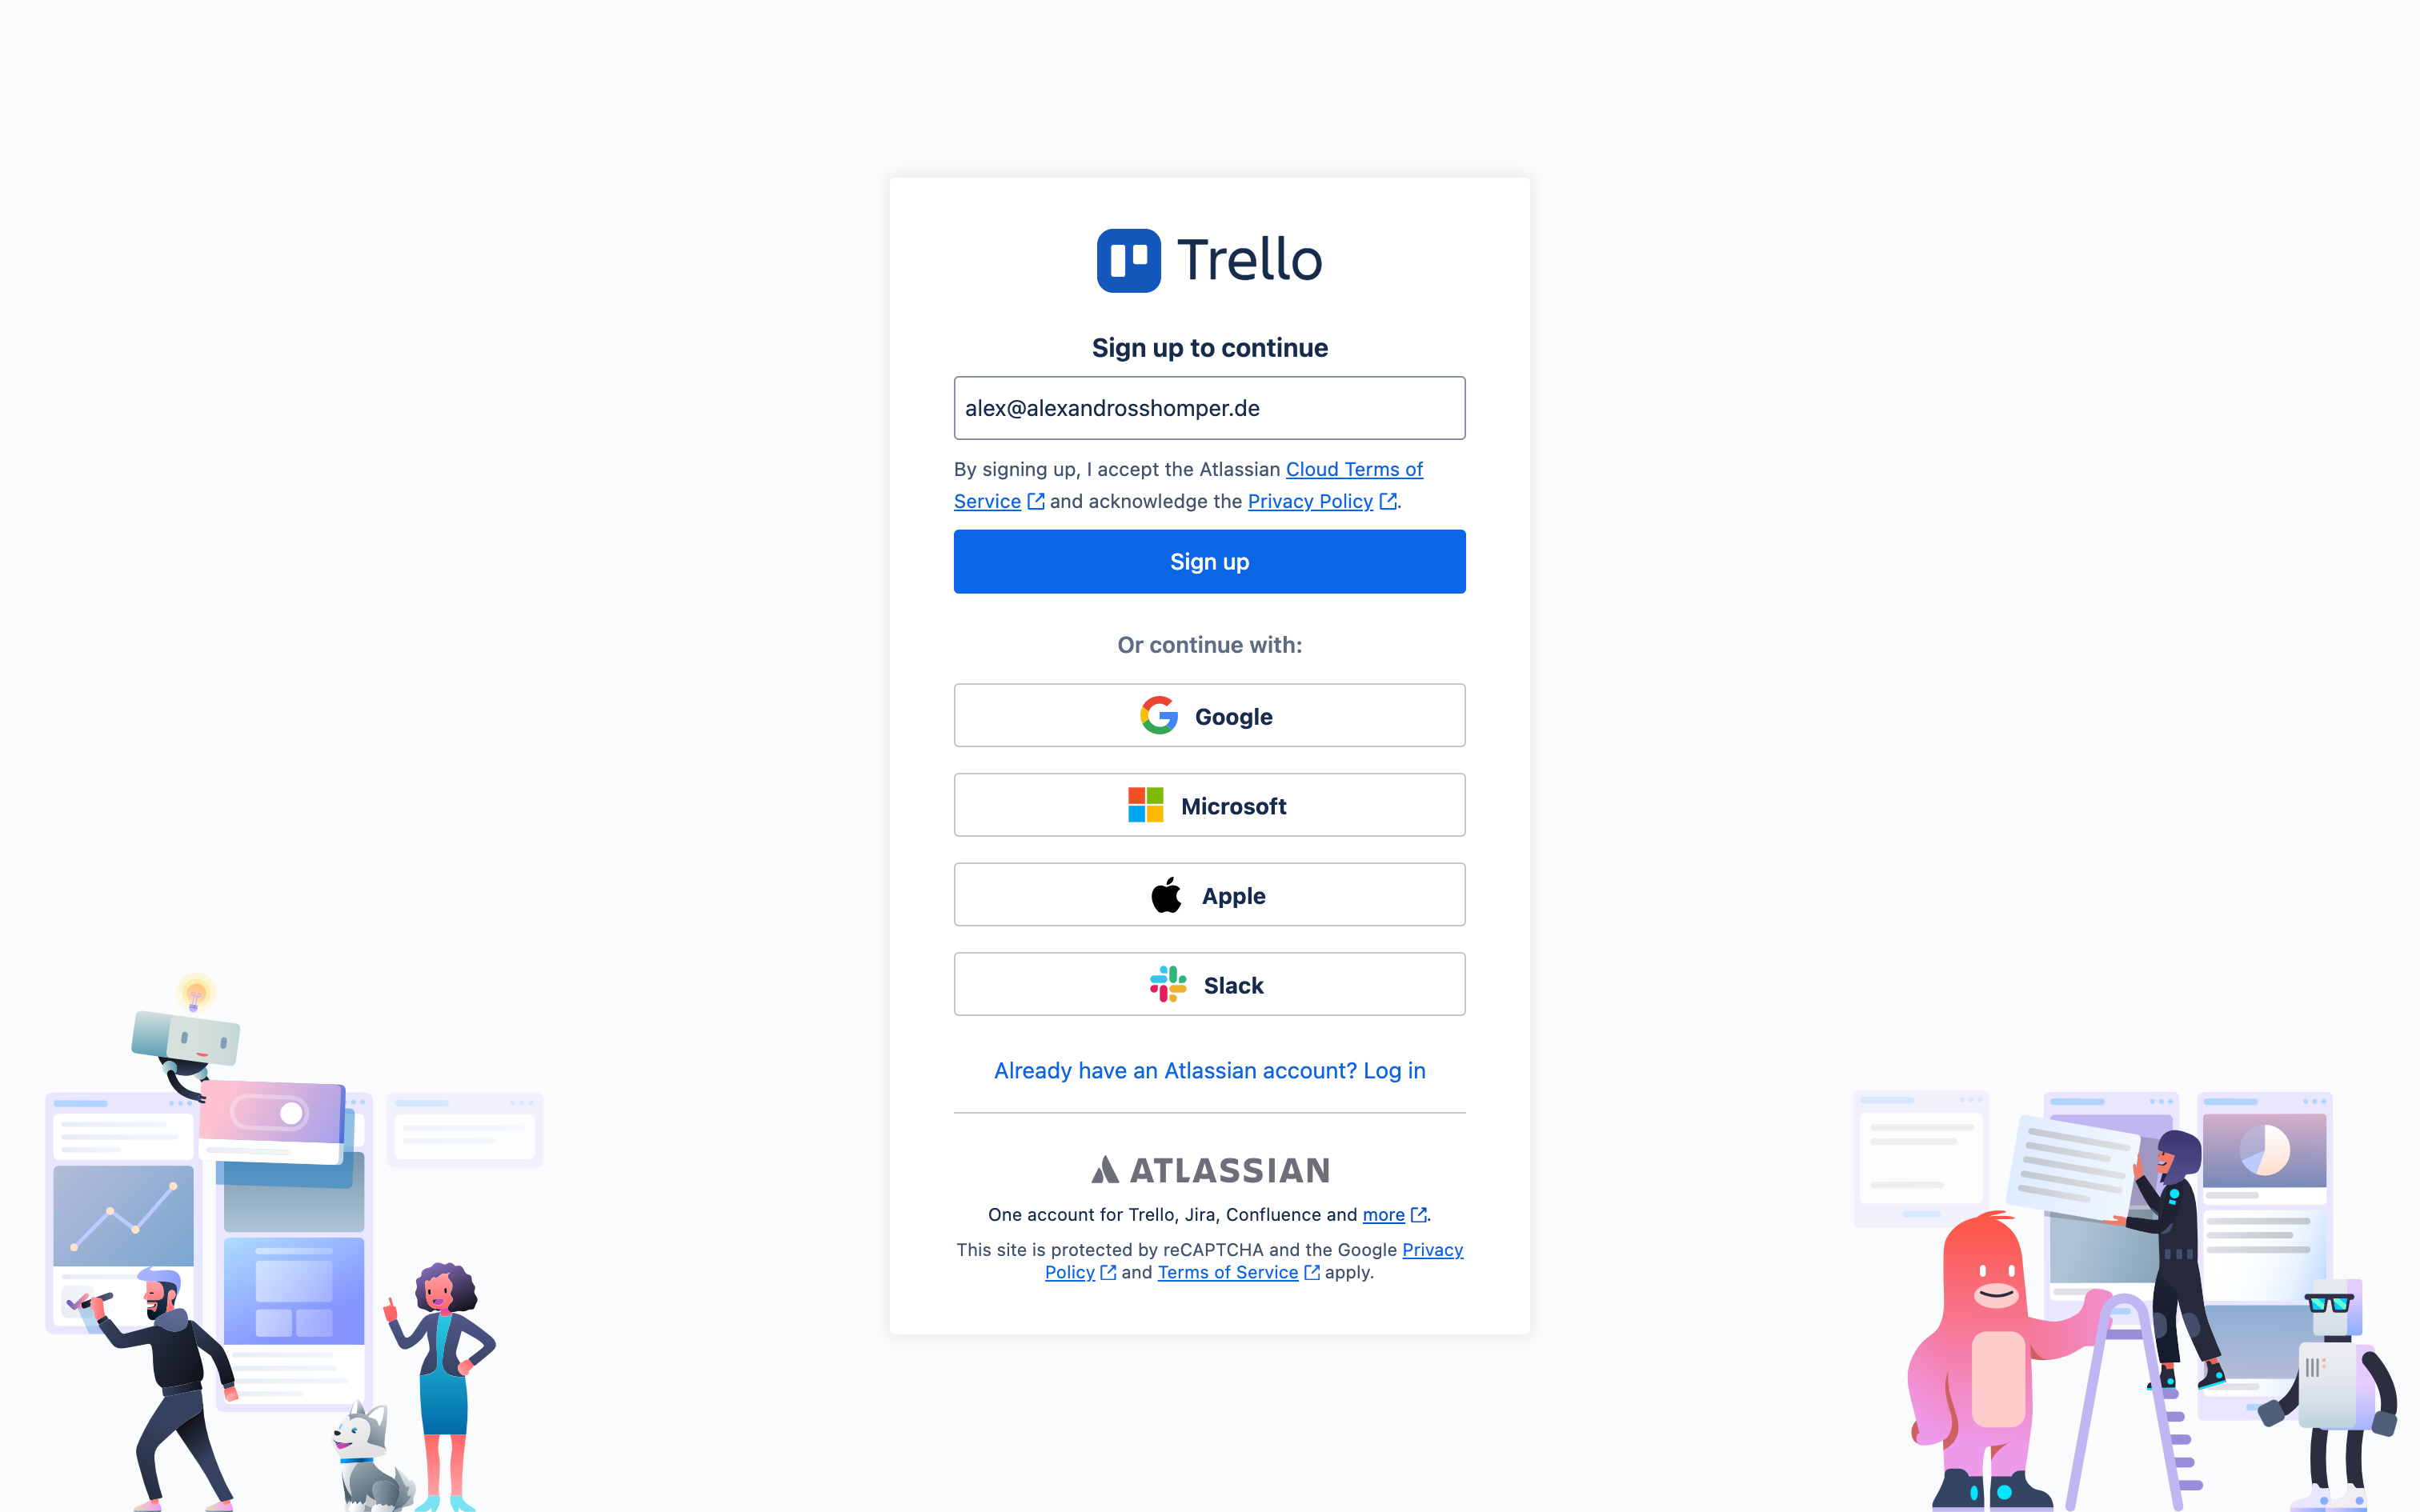 Trello
Sign up to continue
alex@alexandrosshomper.de
By signing up, I accept the Atlassian Cloud Terms of
Service and acknowledge the Privacy Policy .
Sign up
Or continue with:
Google
Microsoft
Apple
Slack
Already have an Atlassian account? Log in
ATLASSIAN
One account for Trello, Jira, Confluence and more .
This site is protected by reCAPTCHA and the Google Privacy
Policy and Terms of Service apply.